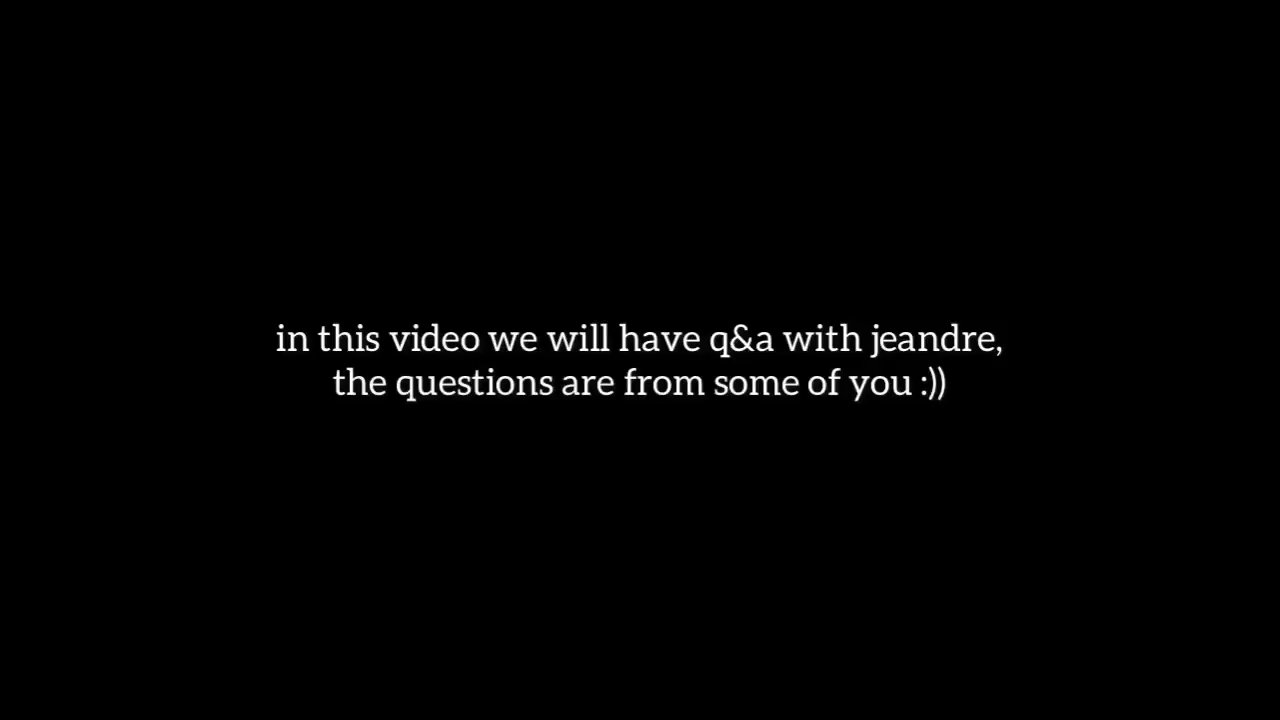 in this video we will have q&a with jeandre,
the questions are from some of you :))